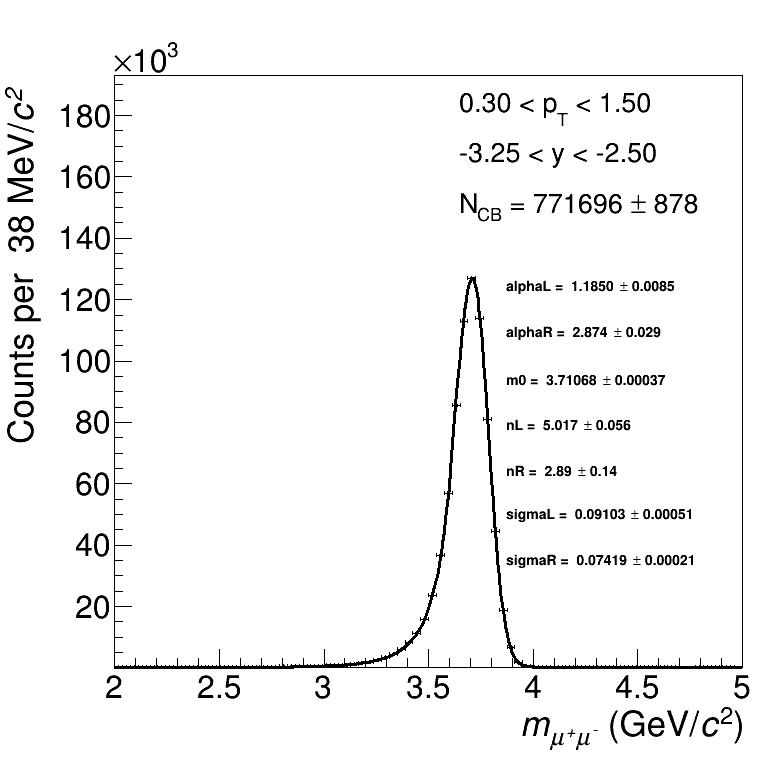 ×10³
Counts per 38 MeV/c²
180
160
140
120
100
80
60
40
20
0.30 < p_T < 1.50
-3.25 < y < -2.50
N_CB = 771696 ± 878
alphaL = 1.1850 ± 0.0085
alphaR = 2.874 ± 0.029
m0 = 3.71068 ± 0.00037
nL = 5.017 ± 0.056
nR = 2.89 ± 0.14
sigmaL = 0.09103 ± 0.00051
sigmaR = 0.07419 ± 0.00021
2 2.5 3 3.5 4 4.5 5
m_μ⁺μ⁻ (GeV/c²)